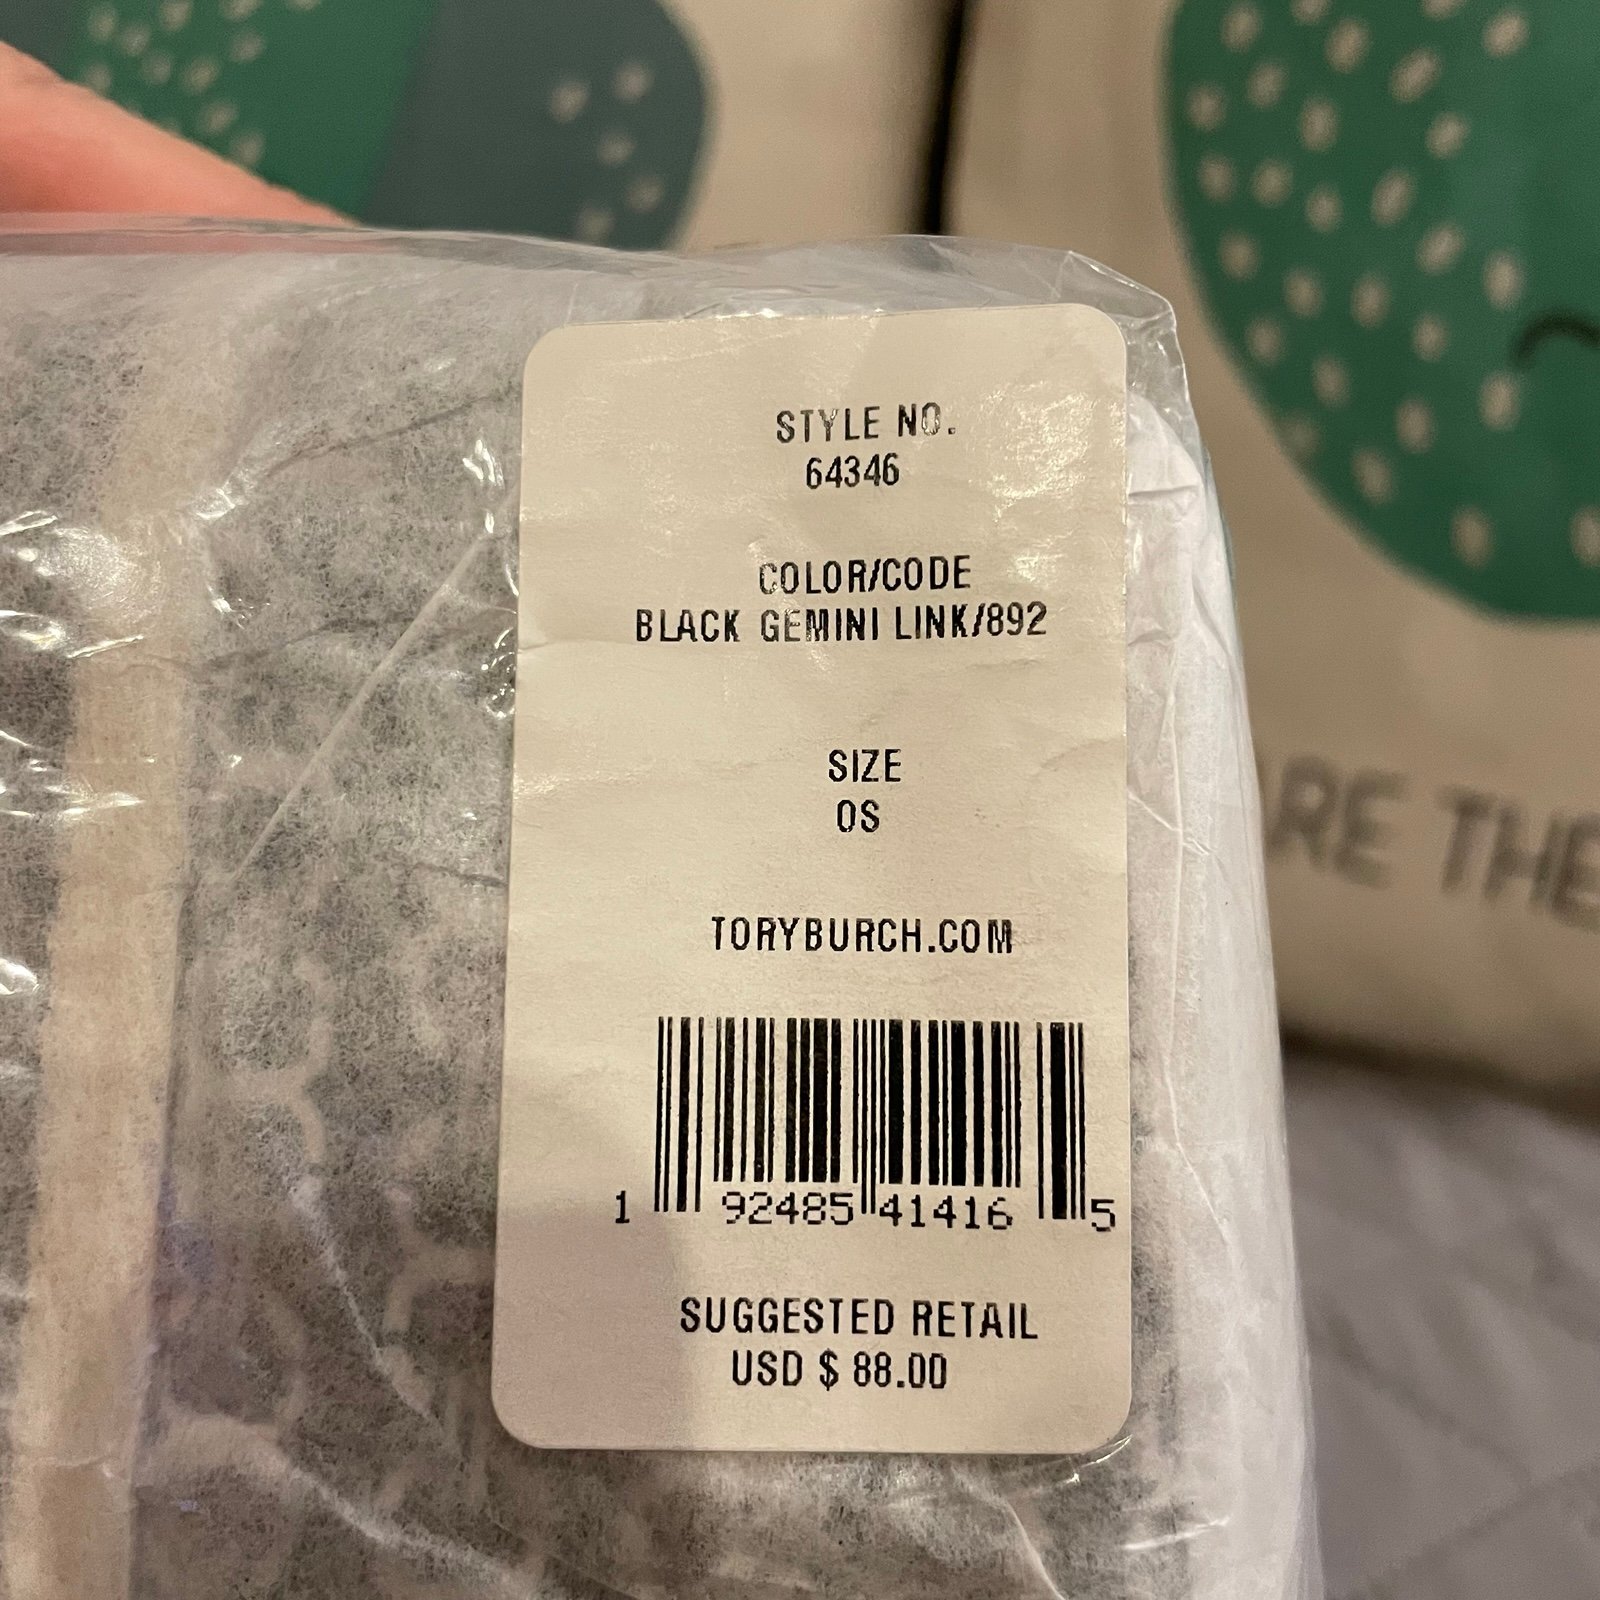 STYLE NO.
64346
COLOR/CODE
BLACK GEMINI LINK/892
SIZE
OS
TORYBURCH.COM
1 92485 41416 5
SUGGESTED RETAIL
USD $ 88.00
THE